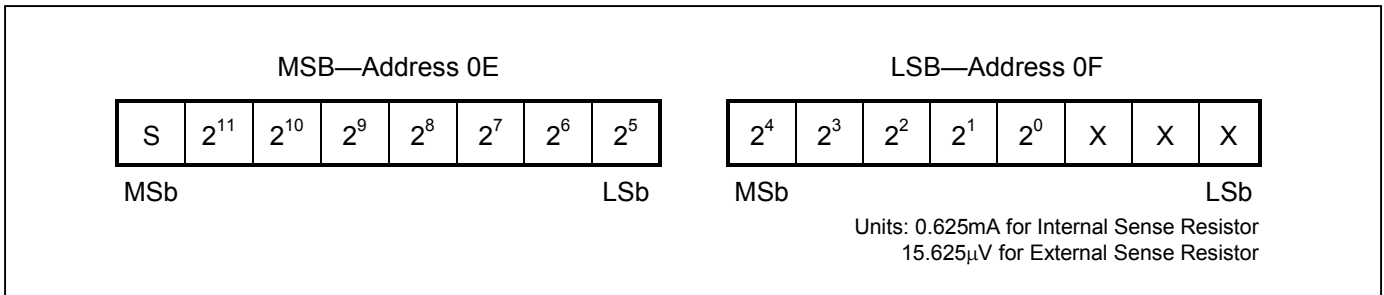 MSB—Address 0E LSB—Address 0F
S 2^11 2^10 2^9 2^8 2^7 2^6 2^5 2^4 2^3 2^2 2^1 2^0 X X X
MSb LSb MSb LSb
Units: 0.625mA for Internal Sense Resistor
15.625μV for External Sense Resistor